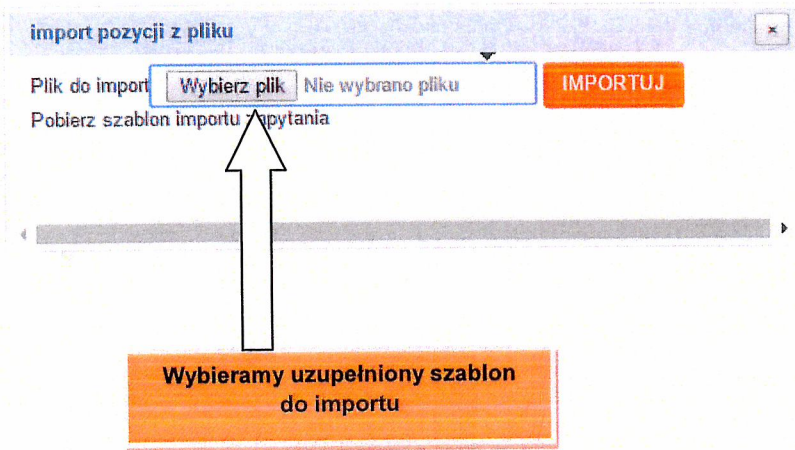 import pozycji z pliku
Plik do import Wybierz plik Nie wybrano pliku IMPORTUJ
Pobierz szablon importu zapytania
Wybieramy uzupełniony szablon
do importu